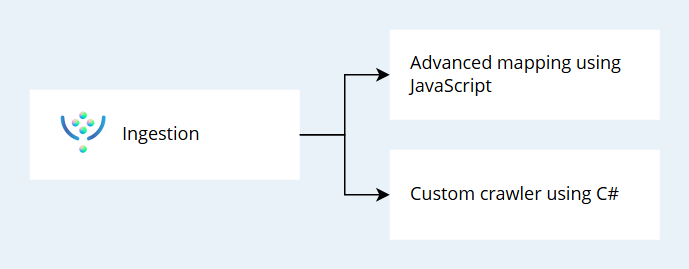 Ingestion
Advanced mapping using
JavaScript
Custom crawler using C#